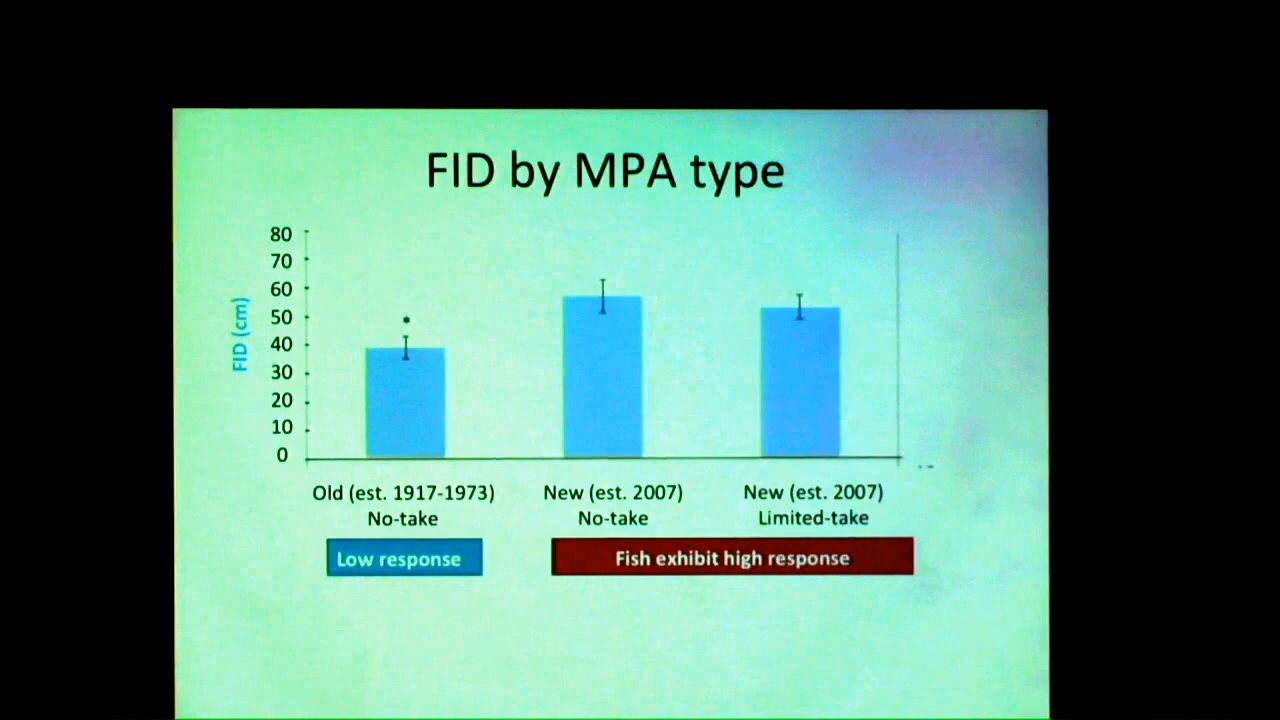 FID by MPA type
80
70
60
50
40
30
20
10
0
FID (cm)
*
Old (est. 1917-1973)
No-take
New (est. 2007)
No-take
New (est. 2007)
Limited-take
Low response
Fish exhibit high response